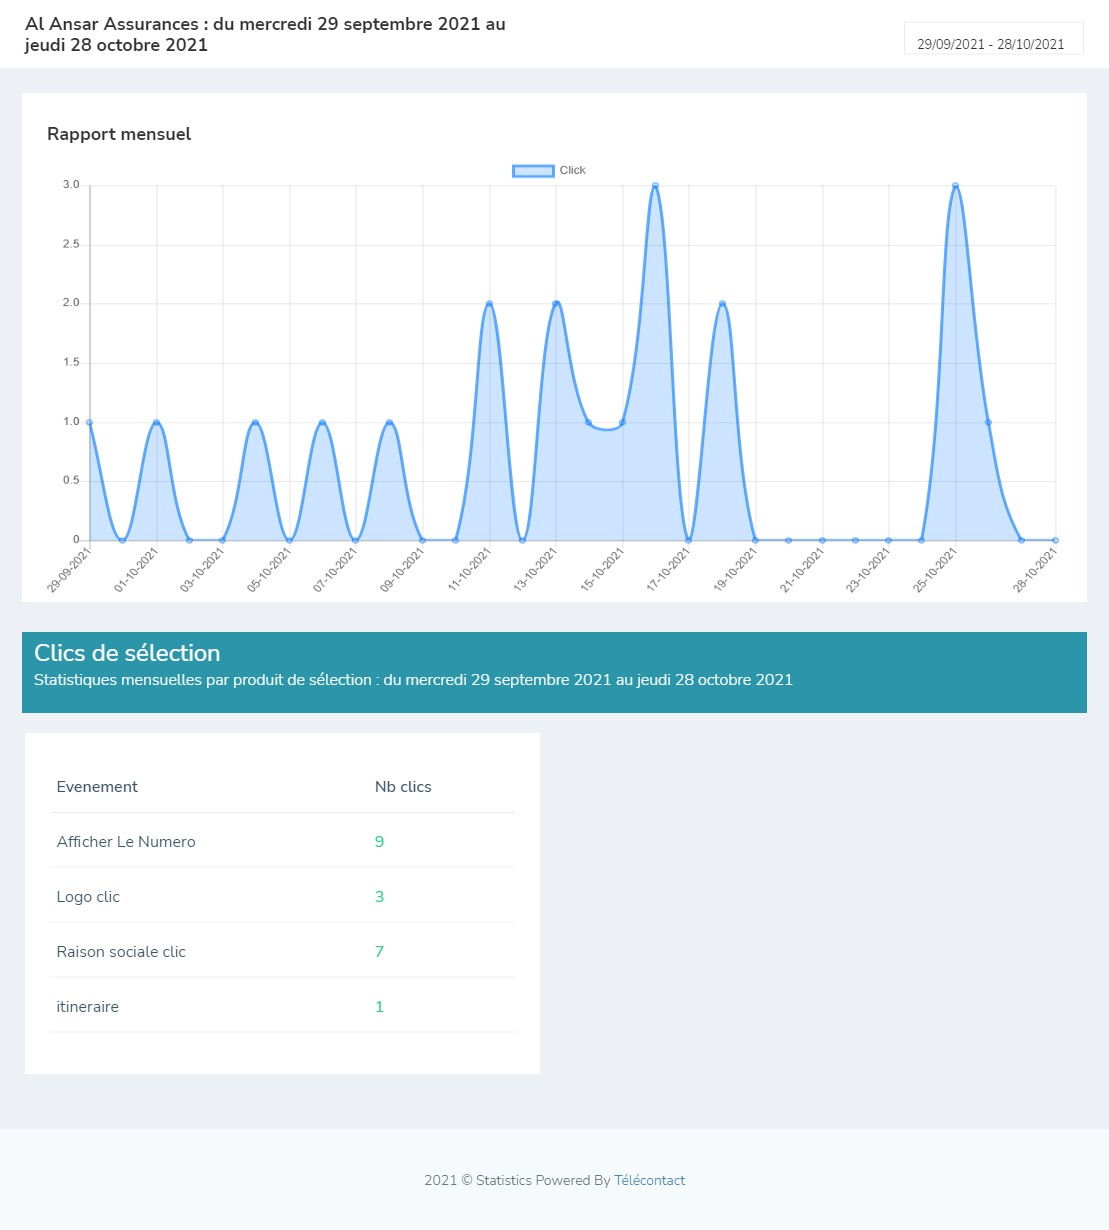 Al Ansar Assurances : du mercredi 29 septembre 2021 au
jeudi 28 octobre 2021
29/09/2021 - 28/10/2021
Rapport mensuel
Click
3.0
2.5
2.0
1.5
1.0
0.5
0
29-09-2021
01-10-2021
03-10-2021
05-10-2021
07-10-2021
09-10-2021
11-10-2021
13-10-2021
15-10-2021
17-10-2021
19-10-2021
21-10-2021
23-10-2021
25-10-2021
28-10-2021
Clics de sélection
Statistiques mensuelles par produit de sélection : du mercredi 29 septembre 2021 au jeudi 28 octobre 2021
Evenement Nb clics
Afficher Le Numero 9
Logo clic 3
Raison sociale clic 7
itineraire 1
2021 © Statistics Powered By Télécontact